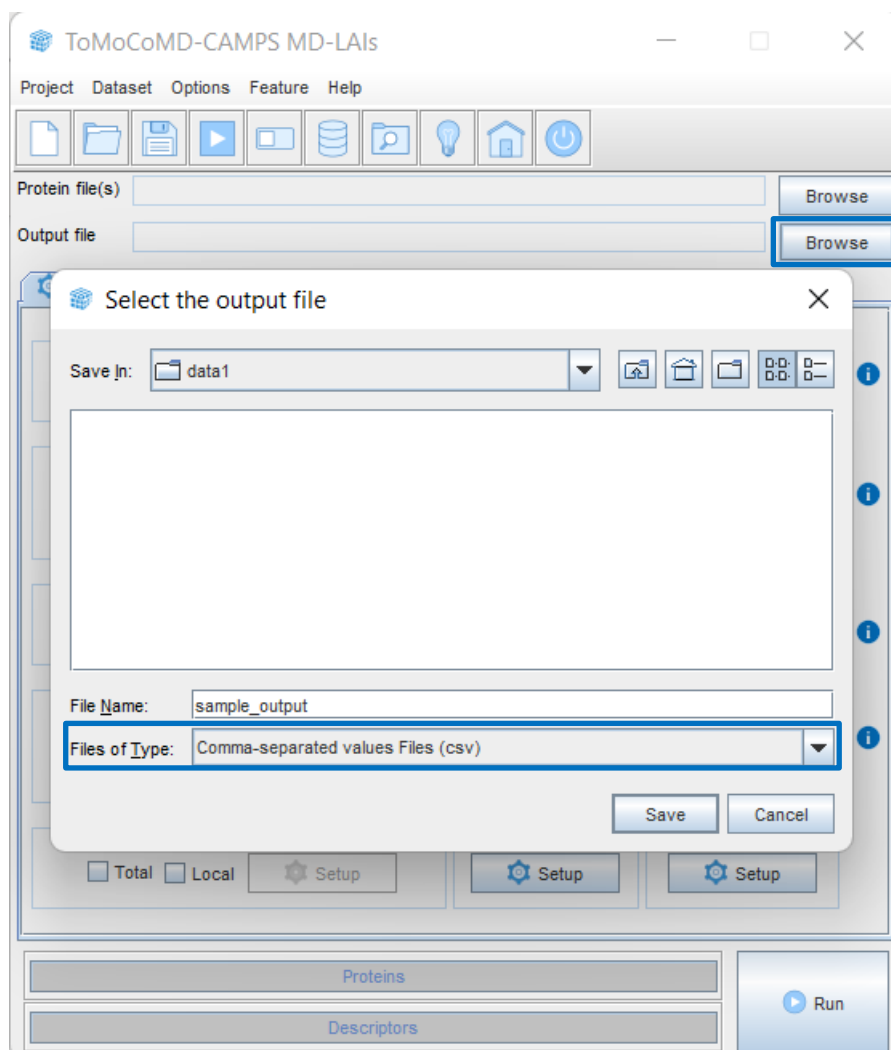 ToMoCoMD-CAMPS MD-LAIs
Project Dataset Options Feature Help
Protein file(s) Browse
Output file Browse
Select the output file
Save In: data1
File Name: sample_output
Files of Type: Comma-separated values Files (csv)
Save Cancel
Total Local Setup Setup Setup
Proteins
Run
Descriptors